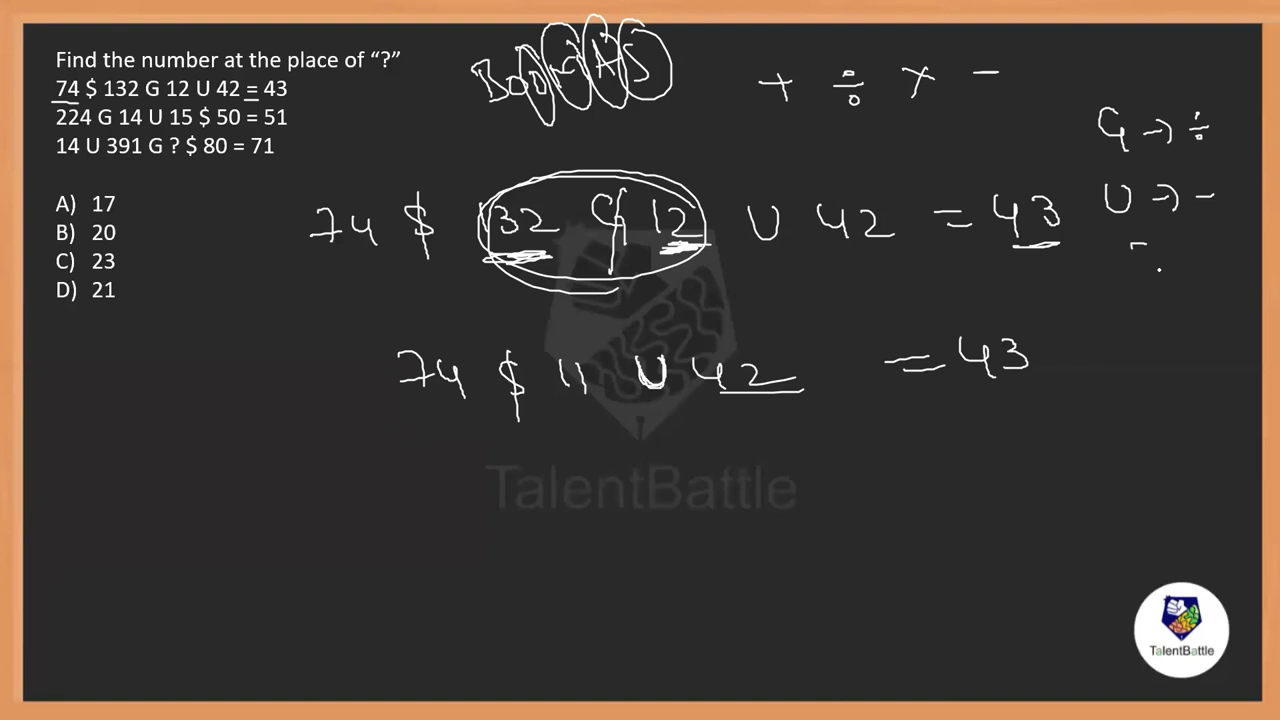 Find the number at the place of “?”
74 $ 132 G 12 U 42 = 43
224 G 14 U 15 $ 50 = 51
14 U 391 G ? $ 80 = 71
A) 17
B) 20
C) 23
D) 21
BODMAS
+ ÷ × -
G → ÷
U → -
74 $ 132 G 12 U 42 = 43
74 $ 11 U 42 = 43
TalentBattle
TalentBattle